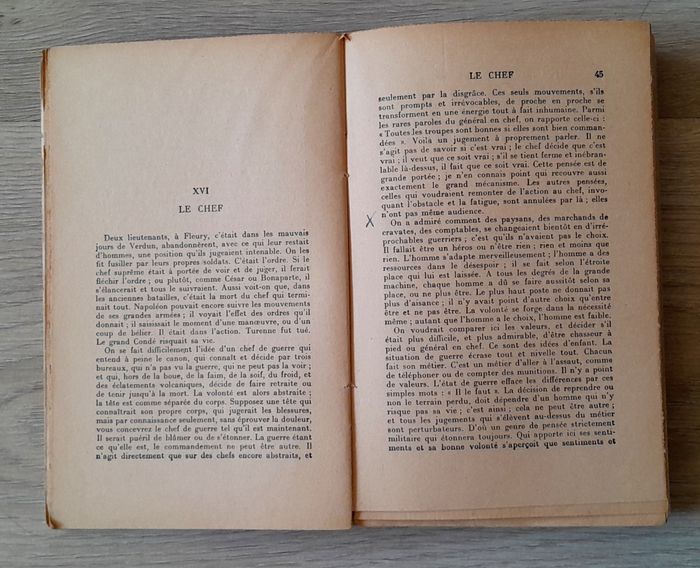 XVI
LE CHEF
Deux lieutenants, à Fleury, c'était dans les mauvais
jours de Verdun, abandonnèrent, avec ce qui leur restait
d'hommes, une position qu'ils jugeaient intenable. On les
fit fusiller par leurs propres soldats. C'était l'ordre. Si le
chef suprême était à portée de voir et de juger, il ferait
fléchir l'ordre ; ou plutôt, comme César ou Bonaparte, il
s'élancerait et tous le suivraient. Aussi voit-on que, dans
les anciennes batailles, c'était la mort du chef qui termi-
nait tout. Napoléon pouvait encore suivre les mouvements
de ses grandes armées ; il voyait l'effet des ordres qu'il
donnait ; il saisissait le moment d'une manœuvre, ou d'un
coup de bélier. Il était dans l'action. Turenne fut tué.
Le grand Condé risquait sa vie.
On se fait difficilement l'idée d'un chef de guerre qui
entend à peine le canon, qui connaît et décide par trois
bureaux, qui n'a pas vu la guerre, qui ne peut pas la voir ;
et qui, hors de la boue, de la faim, de la soif, du froid, et
des éclatements volcaniques, décide de faire retraite ou
de tenir jusqu'à la mort. La volonté est alors abstraite ;
la tête est comme séparée du corps. Supposez une tête qui
connaîtrait son propre corps, qui jugerait les blessures,
mais par connaissance seulement, sans éprouver la douleur,
vous concevrez le chef de guerre tel qu'il est maintenant.
Il serait puéril de blâmer ou de s'étonner. La guerre étant
ce qu'elle est, le commandement ne peut être autre. Il
n'agit directement que sur des chefs encore abstraits, et
LE CHEF 45
seulement par la disgrâce. Ces seuls mouvements, s'ils
sont prompts et irrévocables, de proche en proche se
transforment en une énergie tout à fait inhumaine. Parmi
les rares paroles du général en chef, on rapporte celle-ci :
« Toutes les troupes sont bonnes si elles sont bien comman-
dées ». Voilà un jugement à proprement parler. Il ne
s'agit pas de savoir si c'est vrai ; le chef décide que c'est
vrai ; il veut que ce soit vrai ; s'il se tient ferme et inébran-
lable là-dessus, il fait que ce soit vrai. Cette pensée est de
grande portée ; je n'en connais point qui recouvre aussi
exactement le grand mécanisme. Les autres pensées,
celles qui voudraient remonter de l'action au chef, invo-
quant l'obstacle et la fatigue, sont annulées par là ; elles
n'ont pas même audience.
On a admiré comment des paysans, des marchands de
cravates, des comptables, se changeaient bientôt en d'irré-
prochables guerriers ; c'est qu'ils n'avaient pas le choix.
Il fallait être un héros ou n'être rien ; rien et moins que
rien. L'homme s'adapte merveilleusement ; l'homme a des
ressources dans le désespoir ; il se fait selon l'étroite
place qui lui est laissée. A tous les degrés de la grande
machine, chaque homme a dû se faire aussitôt selon sa
place, ou ne plus être. Le plus haut poste ne donnait pas
plus d'aisance ; il n'y avait point d'autre choix qu'entre
être et ne pas être. La volonté se forge dans la nécessité
même ; autant que l'homme a le choix, l'homme est faible.
On voudrait comparer ici les valeurs, et décider s'il
était plus difficile, et plus admirable, d'être chasseur à
pied ou général en chef. Ce sont idées d'enfant. La
situation de guerre écrase tout et nivelle tout. Chacun
fait son métier. C'est un métier d'aller à l'assaut, comme
de téléphoner ou de compter des munitions. Il n'y a point
de valeurs. L'état de guerre efface les différences par ces
simples mots : « Il le faut ». La décision de reprendre ou
non le terrain perdu, doit dépendre d'un homme qui n'y
risque pas sa vie ; c'est ainsi ; cela ne peut être autre ;
et tous les jugements qui s'élèvent au-dessus du métier
sont perturbateurs. D'où un genre de pensée strictement
militaire qui étonnera toujours. Qui apporte ici ses senti-
ments et sa bonne volonté s'aperçoit que sentiments et